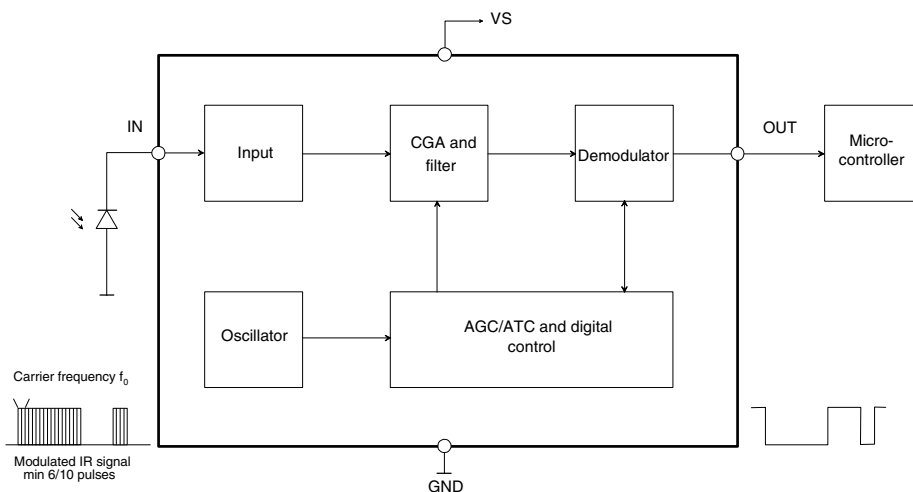 VS
IN
Input
CGA and
filter
Demodulator
OUT
Micro-
controller
Oscillator
AGC/ATC and digital
control
Carrier frequency f₀
Modulated IR signal
min 6/10 pulses
GND